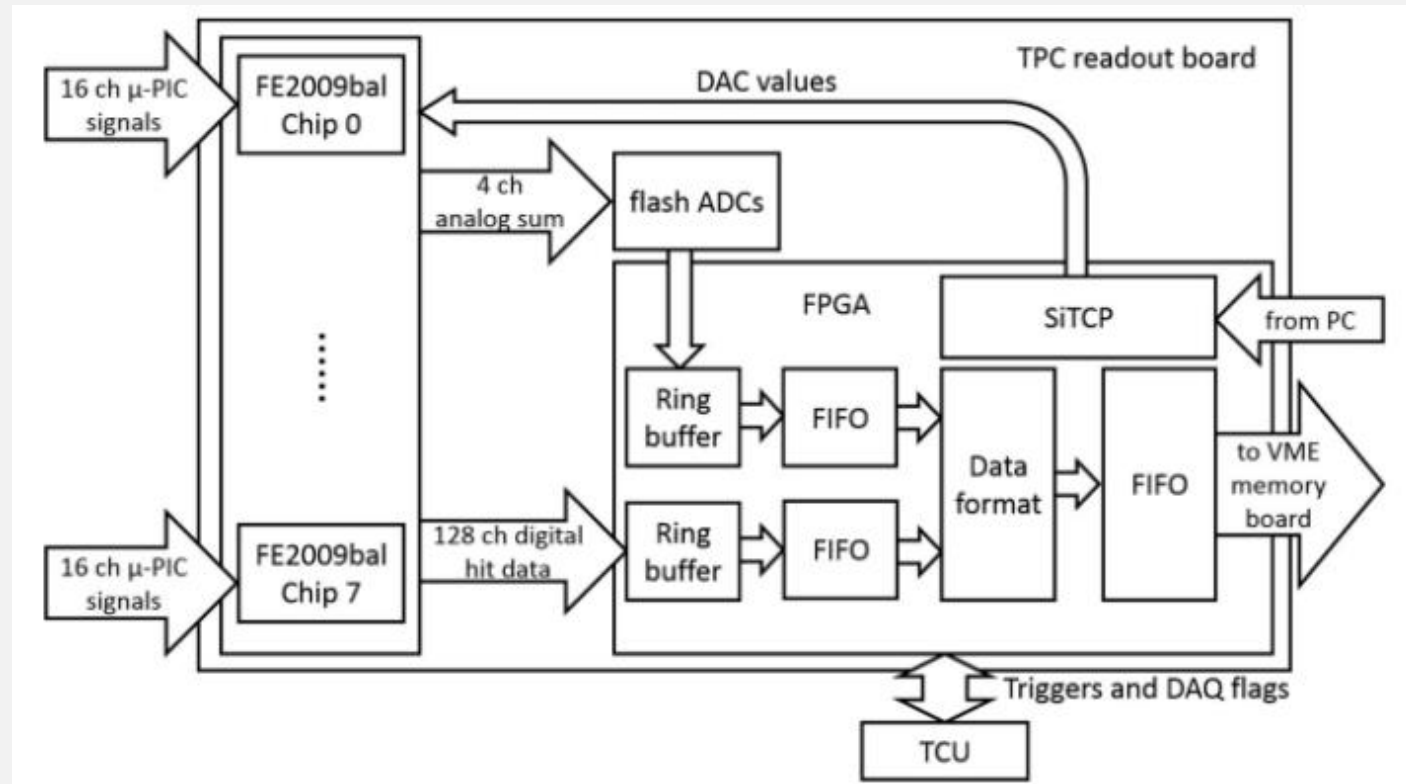 TPC readout board
16 ch μ-PIC
signals
FE2009bal
Chip 0
DAC values
4 ch
analog sum
flash ADCs
FPGA
SiTCP
from PC
Ring
buffer
FIFO
Data
format
FIFO
to VME
memory
board
16 ch μ-PIC
signals
FE2009bal
Chip 7
128 ch digital
hit data
Ring
buffer
FIFO
Triggers and DAQ flags
TCU